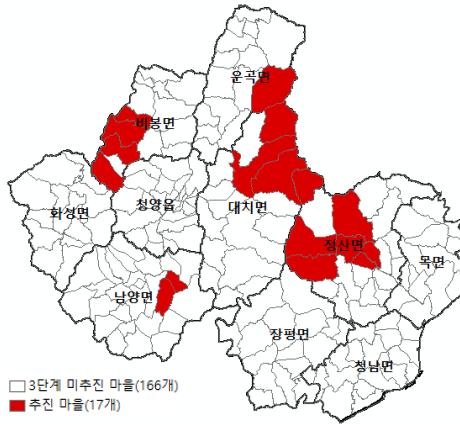 운곡면
비봉면
청양읍
대치면
화성면
정산면
목면
남양면
장평면
청남면
3단계 미추진 마을(166개)
추진 마을(17개)